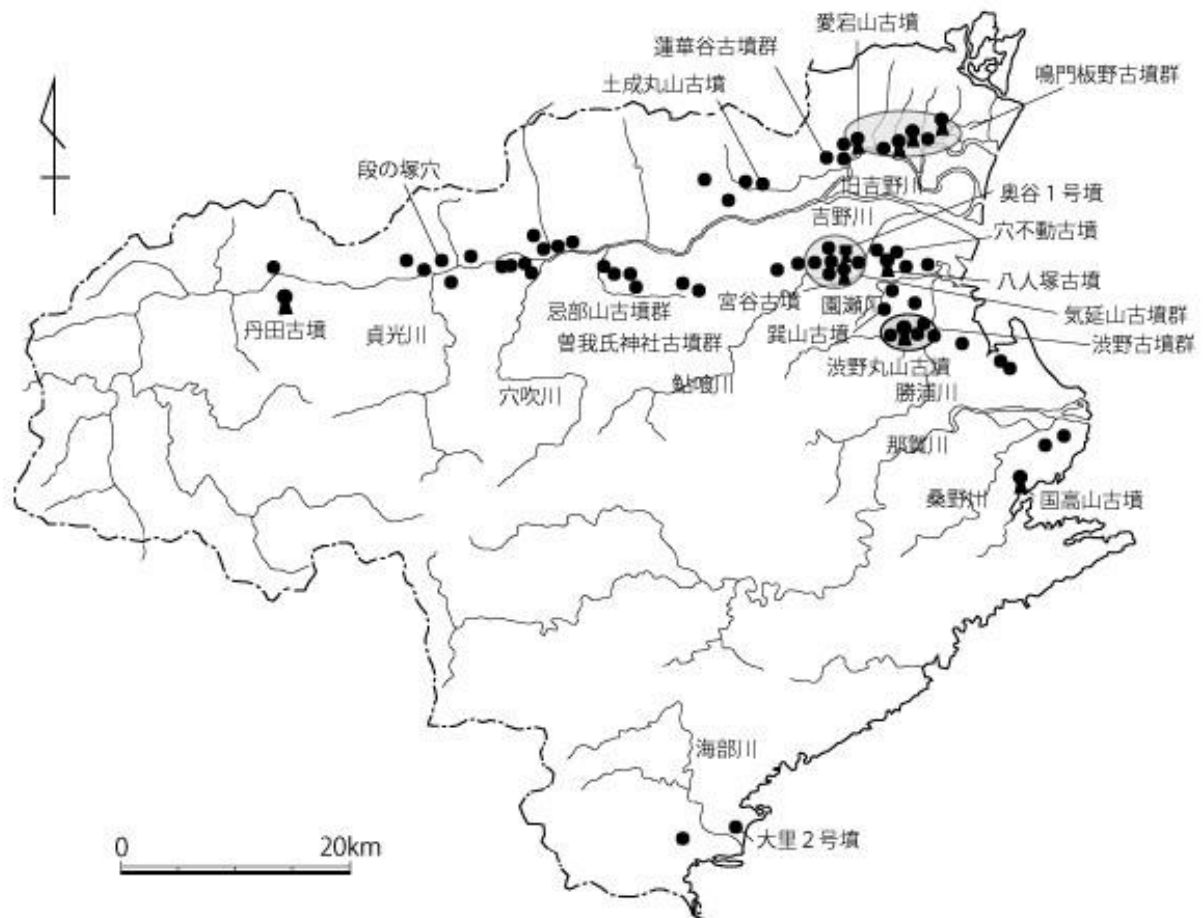 愛宕山古墳
蓮華谷古墳群
鳴門板野古墳群
土成丸山古墳
段の塚穴
旧吉野川
奥谷1号墳
吉野川
穴不動古墳
八人塚古墳
宮谷古墳
園瀬川
気延山古墳群
忌部山古墳群
丹田古墳
貞光川
巽山古墳
渋野古墳群
曽我氏神社古墳群
渋野丸山古墳
鮎喰川
穴吹川
勝浦川
那賀川
桑野川
国高山古墳
海部川
大里2号墳
0 20km